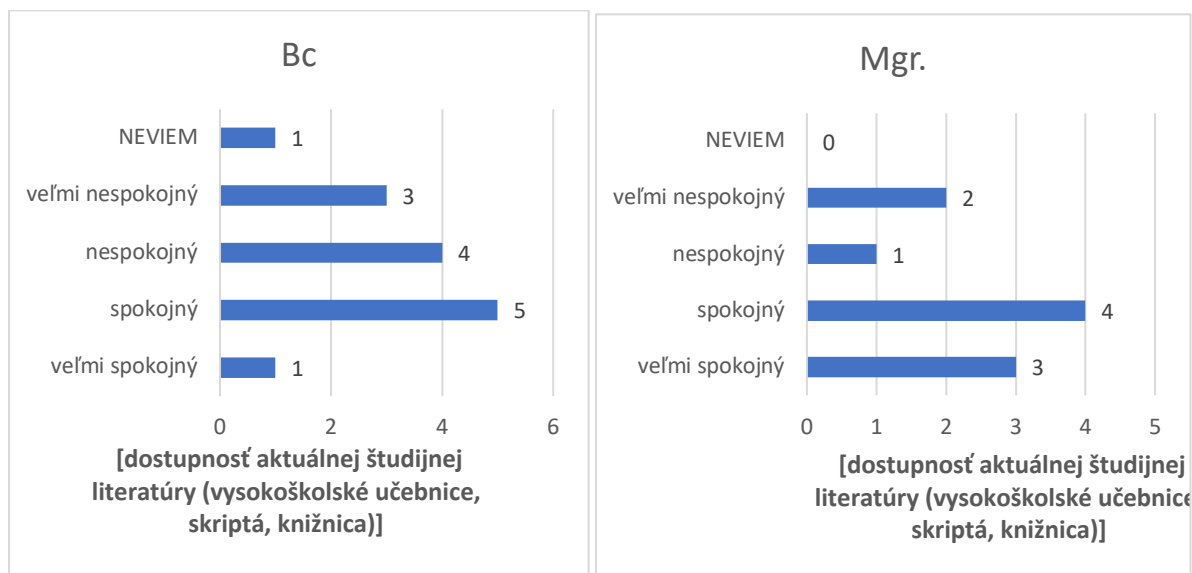 Bc
NEVIEM
1
veľmi nespokojný
3
nespokojný
4
spokojný
5
veľmi spokojný
1
0 2 4 6
[dostupnosť aktuálnej študijnej
literatúry (vysokoškolské učebnice,
skriptá, knižnica)]
Mgr.
NEVIEM
0
veľmi nespokojný
2
nespokojný
1
spokojný
4
veľmi spokojný
3
0 1 2 3 4 5
[dostupnosť aktuálnej študijnej
literatúry (vysokoškolské učebnice
skriptá, knižnica)]